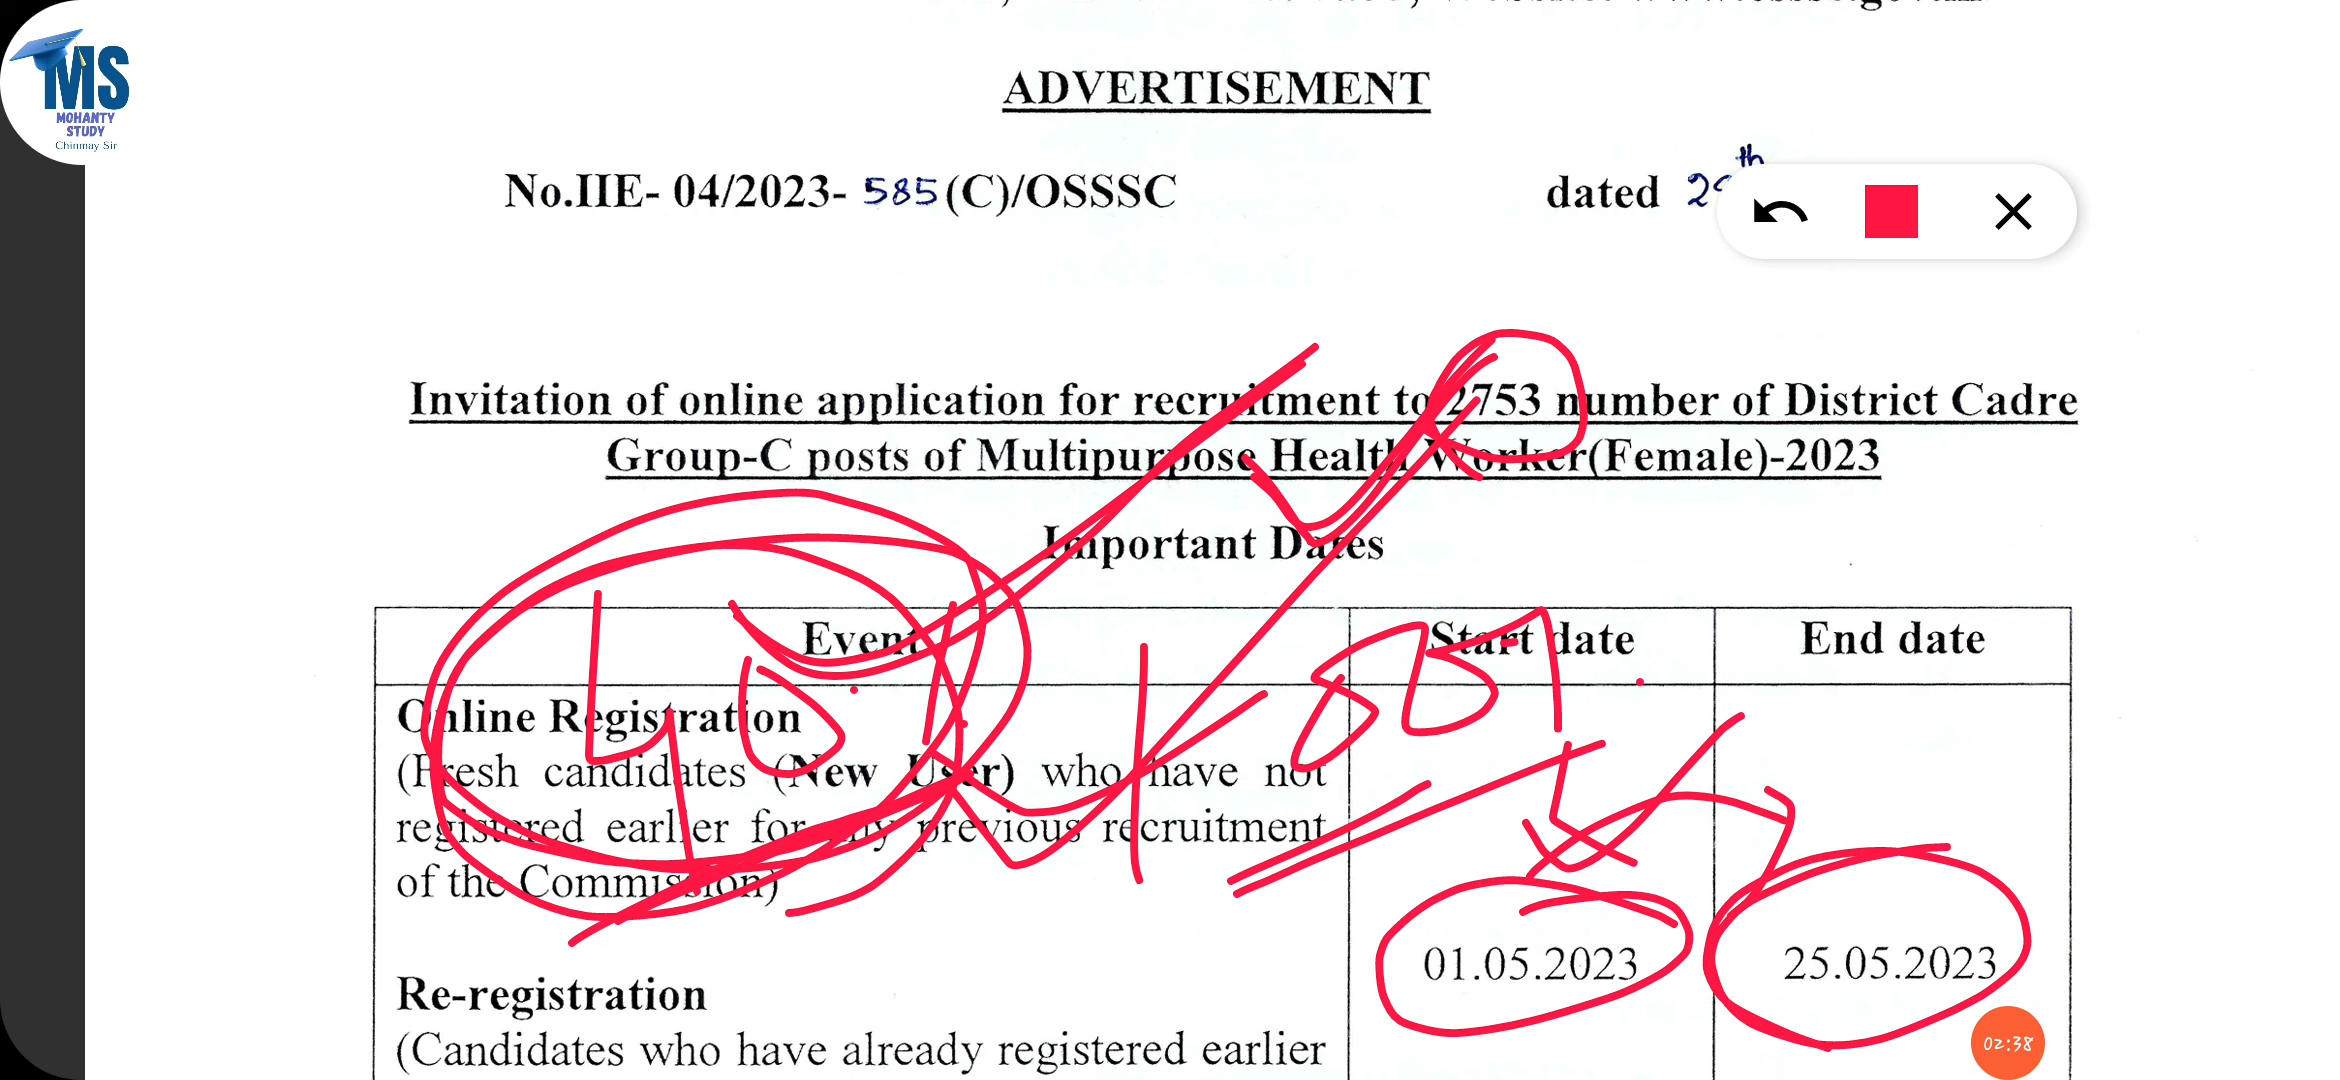 MS
MOHANTY
STUDY
Chinmay Sir
ADVERTISEMENT
No.IIE- 04/2023- 585 (C)/OSSSC dated
Invitation of online application for recruitment to 2753 number of District Cadre
Group-C posts of Multipurpose Health Worker(Female)-2023
Important Dates
Event Start date End date
Online Registration
(Fresh candidates (New User) who have not
registered earlier for any previous recruitment
of the Commission)
01.05.2023 25.05.2023
Re-registration
(Candidates who have already registered earlier
02:38